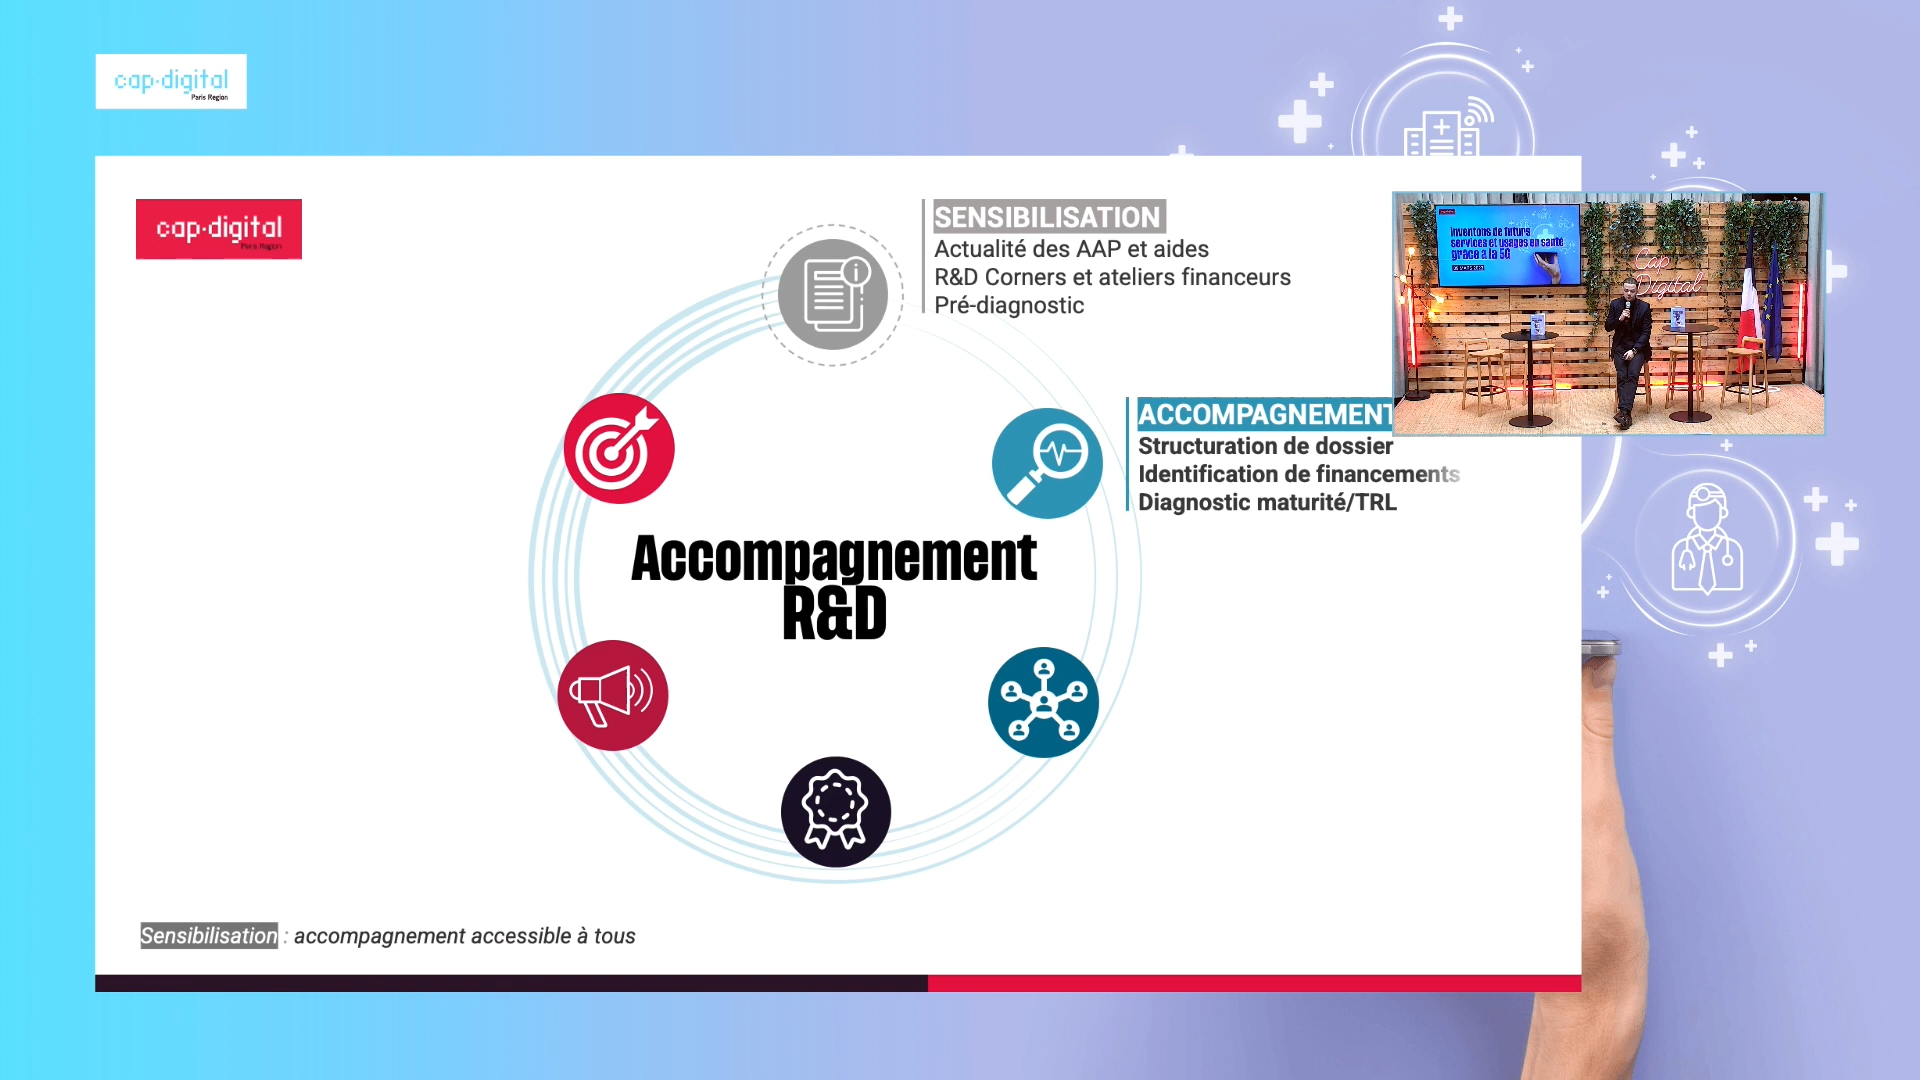 cap·digital
Paris Region
cap·digital
Paris Region
SENSIBILISATION
Actualité des AAP et aides
R&D Corners et ateliers financeurs
Pré-diagnostic
Inventons de futurs
services et usages en santé
grâce à la 5G
Cap
Digital
ACCOMPAGNEMENT
Structuration de dossier
Identification de financements
Diagnostic maturité/TRL
Accompagnement
R&D
Sensibilisation : accompagnement accessible à tous